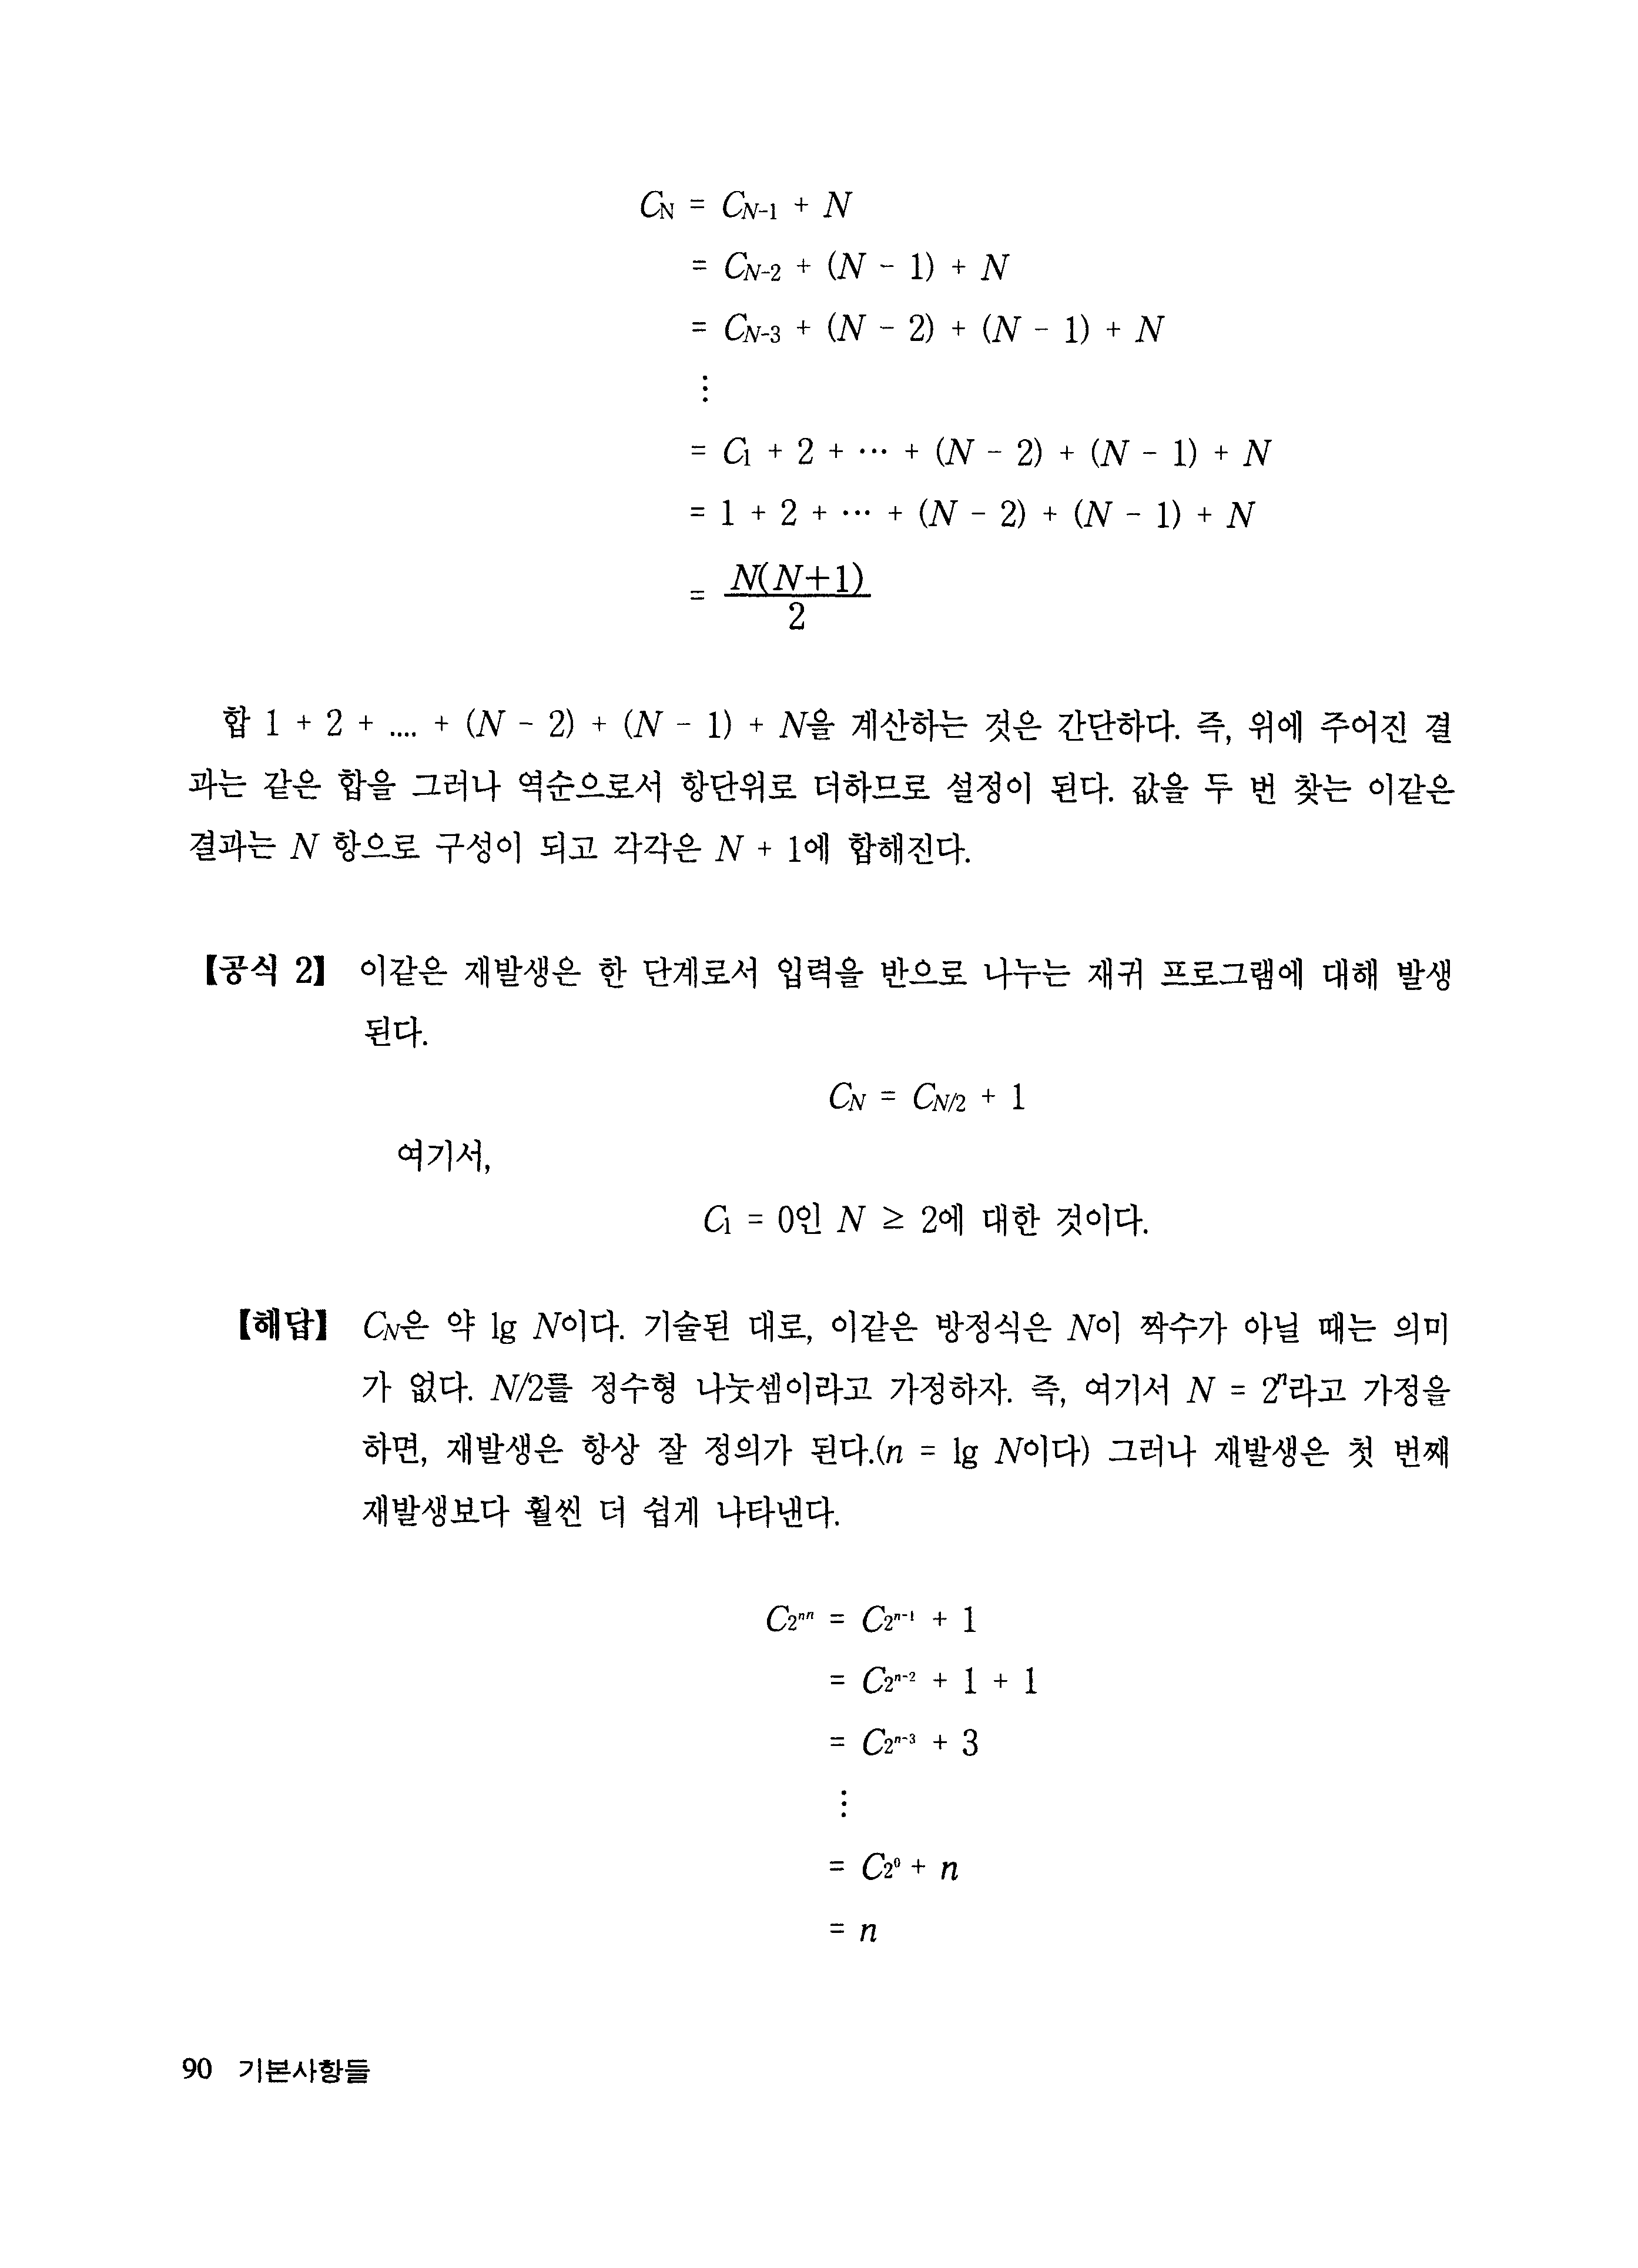 C_N = C_{N-1} + N
= C_{N-2} + (N - 1) + N
= C_{N-3} + (N - 2) + (N - 1) + N
⋮
= C_1 + 2 + ⋯ + (N - 2) + (N - 1) + N
= 1 + 2 + ⋯ + (N - 2) + (N - 1) + N
= \frac{N(N+1)}{2}
합 1 + 2 + .... + (N - 2) + (N - 1) + N을 계산하는 것은 간단하다. 즉, 위에 주어진 결
과는 같은 합을 그러나 역순으로서 항단위로 더하므로 설정이 된다. 값을 두 번 찾는 이같은
결과는 N 항으로 구성이 되고 각각은 N + 1에 합해진다.
【공식 2】 이같은 재발생은 한 단계로서 입력을 반으로 나누는 재귀 프로그램에 대해 발생
된다.
C_N = C_{N/2} + 1
여기서,
C_1 = 0인 N ≥ 2에 대한 것이다.
【해답】 C_N은 약 lg N이다. 기술된 대로, 이같은 방정식은 N이 짝수가 아닐 때는 의미
가 없다. N/2를 정수형 나눗셈이라고 가정하자. 즉, 여기서 N = 2^n라고 가정을
하면, 재발생은 항상 잘 정의가 된다.(n = lg N이다) 그러나 재발생은 첫 번째
재발생보다 훨씬 더 쉽게 나타낸다.
C_{2^{nn}} = C_{2^{n-1}} + 1
= C_{2^{n-2}} + 1 + 1
= C_{2^{n-3}} + 3
⋮
= C_{2^0} + n
= n
90 기본사항들